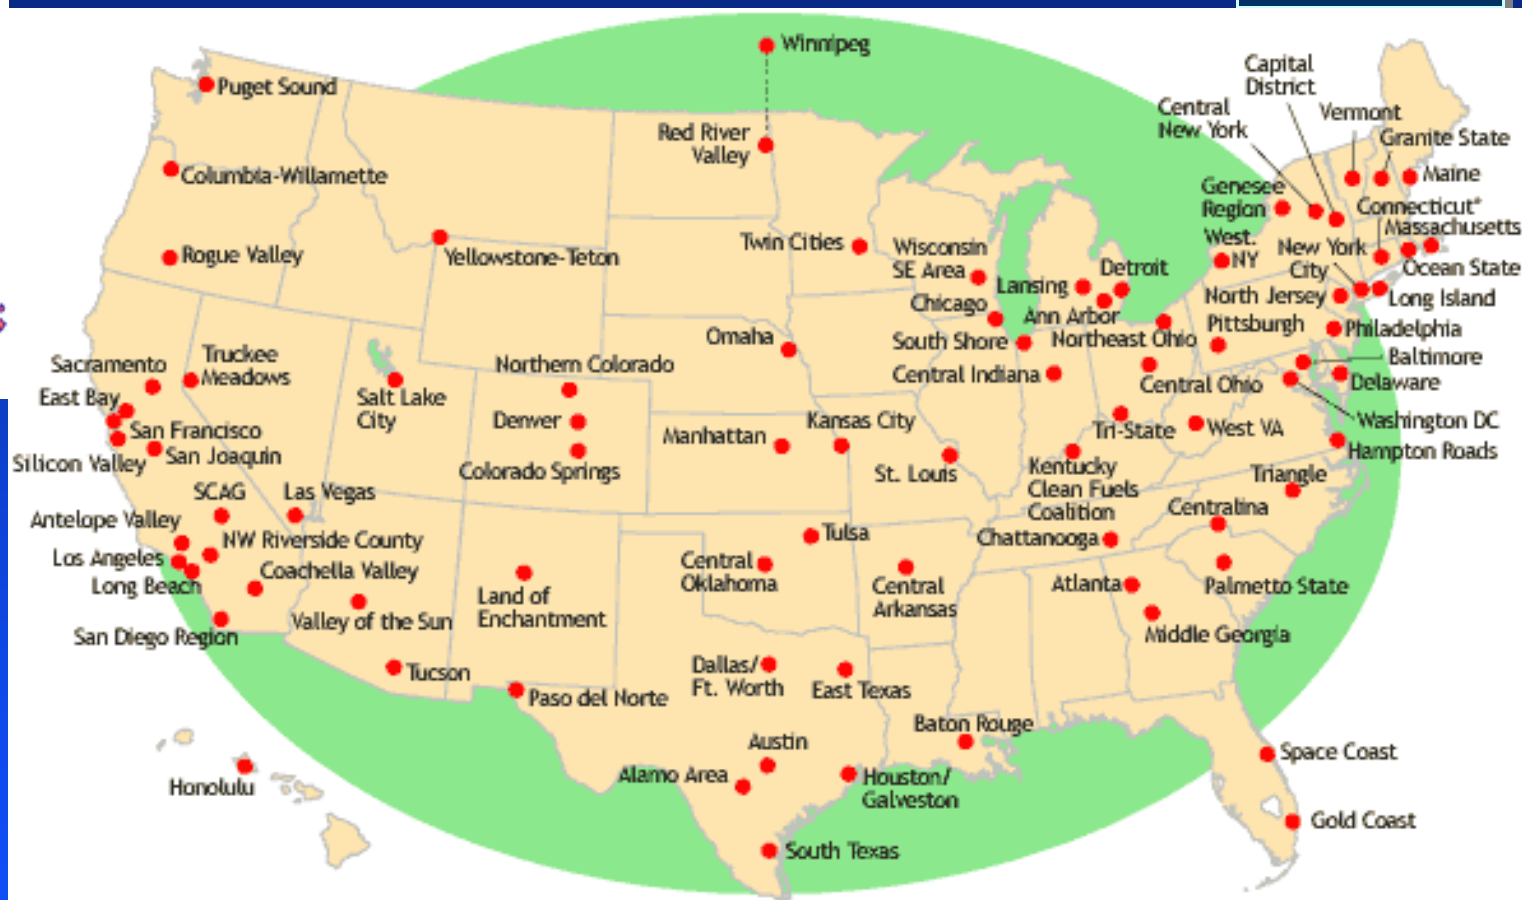 Winnipeg
Puget Sound
Capital
District
Central
New York
Vermont
Granite State
Red River
Valley
Columbia-Willamette
Maine
Genesee
Region
Connecticut*
Massachusetts
Rogue Valley
Yellowstone-Teton
Twin Cities
Wisconsin
SE Area
West.
NY
New York
City
Ocean State
Lansing
Detroit
Ann Arbor
North Jersey
Long Island
Chicago
South Shore
Northeast Ohio
Pittsburgh
Philadelphia
Omaha
Sacramento
Truckee
Meadows
Northern Colorado
Central Indiana
Central Ohio
Baltimore
Delaware
East Bay
Salt Lake
City
Denver
Kansas City
Manhattan
Tri-State
West VA
Washington DC
San Francisco
San Joaquin
Silicon Valley
Colorado Springs
St. Louis
Kentucky
Clean Fuels
Coalition
Hampton Roads
Triangle
SCAG
Las Vegas
Antelope Valley
NW Riverside County
Tulsa
Centralina
Chattanooga
Los Angeles
Long Beach
Coachella Valley
Land of
Enchantment
Central
Oklahoma
Central
Arkansas
Atlanta
Palmetto State
Valley of the Sun
San Diego Region
Middle Georgia
Tucson
Paso del Norte
Dallas/
Ft. Worth
East Texas
Baton Rouge
Austin
Alamo Area
Houston/
Galveston
Space Coast
Honolulu
Gold Coast
South Texas